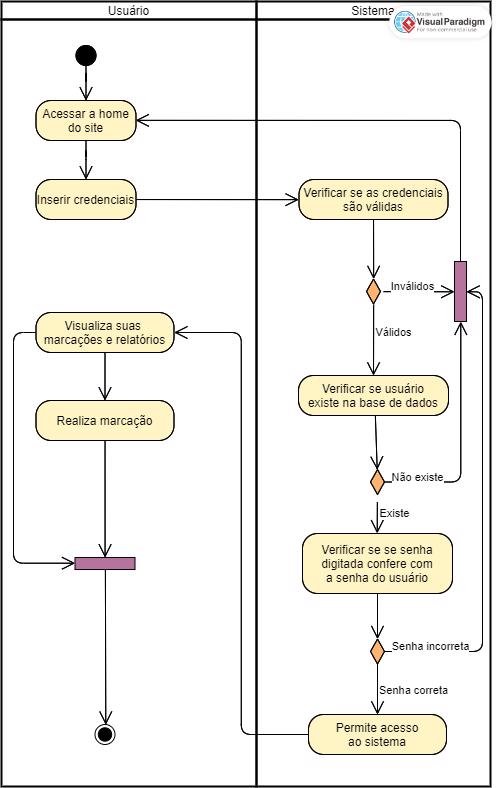 Usuário
Sistema
Made with
VisualParadigm
For non-commercial use
Acessar a home
do site
Inserir credenciais
Verificar se as credenciais
são válidas
Inválidos
Válidos
Visualiza suas
marcações e relatórios
Verificar se usuário
existe na base de dados
Realiza marcação
Não existe
Existe
Verificar se se senha
digitada confere com
a senha do usuário
Senha incorreta
Senha correta
Permite acesso
ao sistema